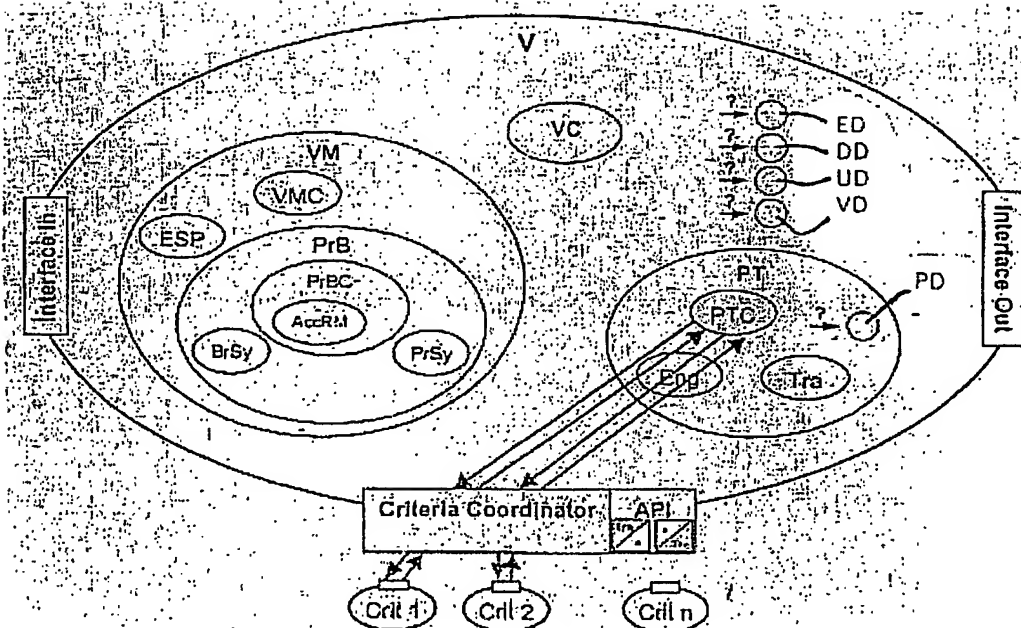 V
VC
?
ED
?
DD
?
UD
?
VD
VM
VMC
ESP
PrB
PrBC
AccRM
BrSy
PrSy
Interface In
Interface Out
PT
PTC
?
PD
Eng
Tra
Criteria Coordinator
API
Crit 1
Crit 2
Crit n